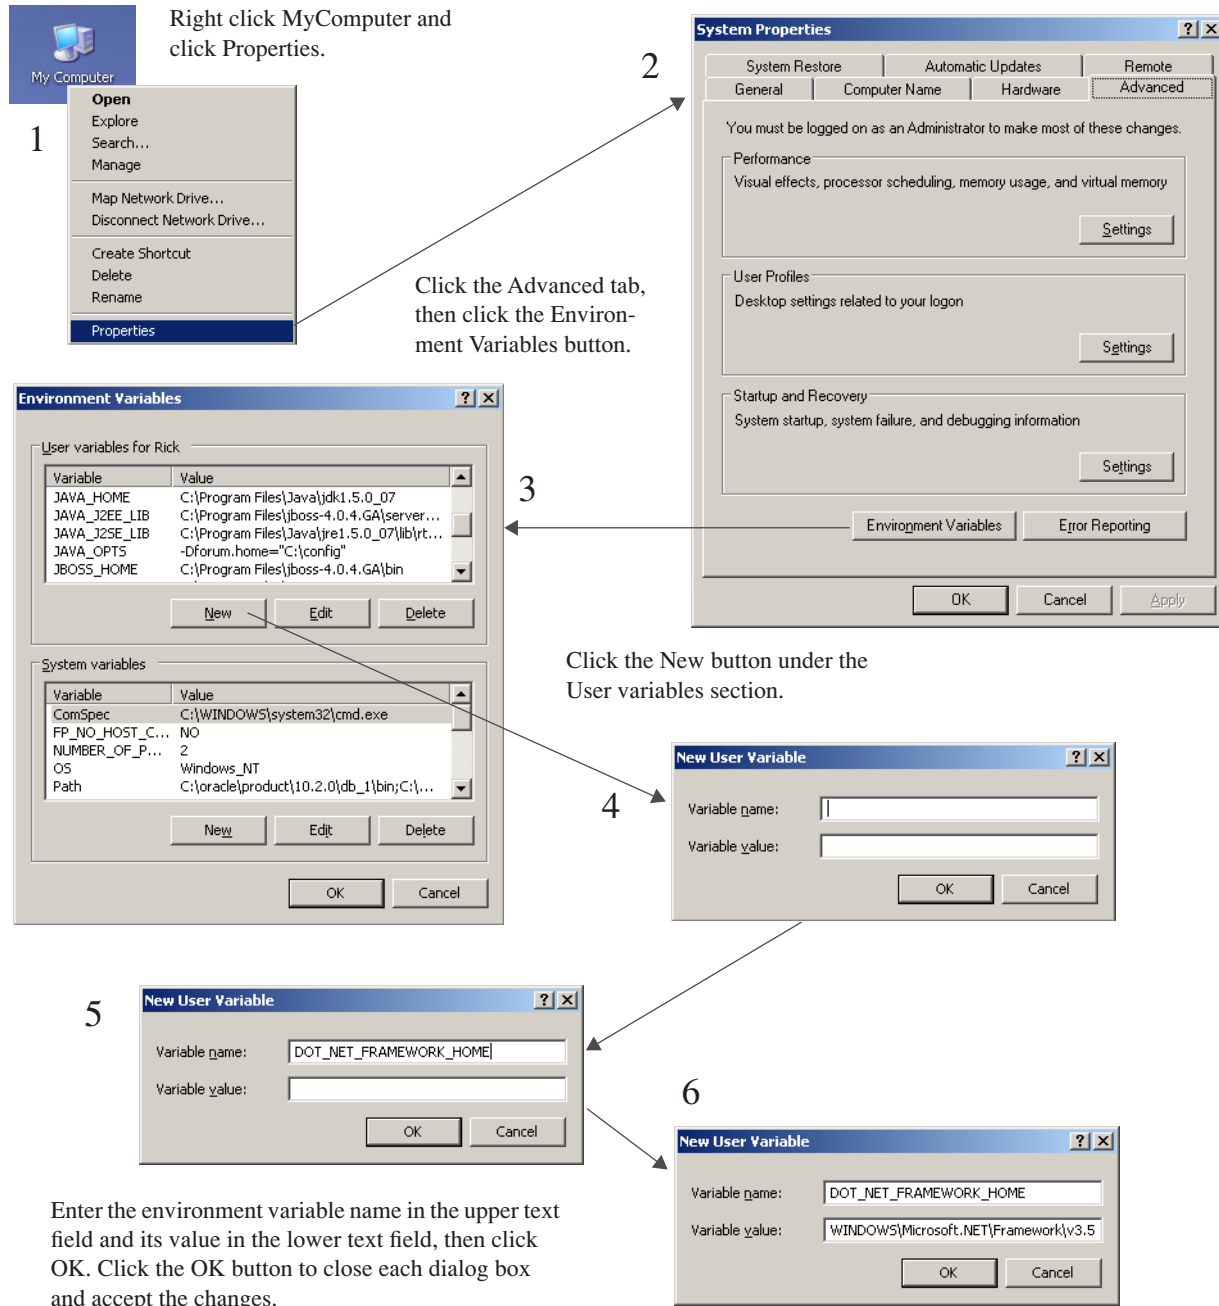 Right click MyComputer and
click Properties.
My Computer
1
Open
Explore
Search...
Manage
Map Network Drive...
Disconnect Network Drive...
Create Shortcut
Delete
Rename
Properties
2
System Properties
System Restore
Automatic Updates
Remote
General
Computer Name
Hardware
Advanced
You must be logged on as an Administrator to make most of these changes.
Performance
Visual effects, processor scheduling, memory usage, and virtual memory
Settings
User Profiles
Desktop settings related to your logon
Settings
Startup and Recovery
System startup, system failure, and debugging information
Settings
Environment Variables
Error Reporting
OK
Cancel
Apply
Click the Advanced tab,
then click the Environ-
ment Variables button.
3
Environment Variables
User variables for Rick
Variable Value
JAVA_HOME C:\Program Files\Java\jdk1.5.0_07
JAVA_J2EE_LIB C:\Program Files\jboss-4.0.4.GA\server...
JAVA_J2SE_LIB C:\Program Files\Java\jre1.5.0_07\lib\rt...
JAVA_OPTS -Dforum.home="C:\config"
JBOSS_HOME C:\Program Files\jboss-4.0.4.GA\bin
New
Edit
Delete
System variables
Variable Value
ComSpec C:\WINDOWS\system32\cmd.exe
FP_NO_HOST_C... NO
NUMBER_OF_P... 2
OS Windows_NT
Path C:\oracle\product\10.2.0\db_1\bin;C:\...
New
Edit
Delete
OK
Cancel
Click the New button under the
User variables section.
4
New User Variable
Variable name:
Variable value:
OK
Cancel
5
New User Variable
Variable name: DOT_NET_FRAMEWORK_HOME
Variable value:
OK
Cancel
6
New User Variable
Variable name: DOT_NET_FRAMEWORK_HOME
Variable value: WINDOWS\Microsoft.NET\Framework\v3.5
OK
Cancel
Enter the environment variable name in the upper text
field and its value in the lower text field, then click
OK. Click the OK button to close each dialog box
and accept the changes.